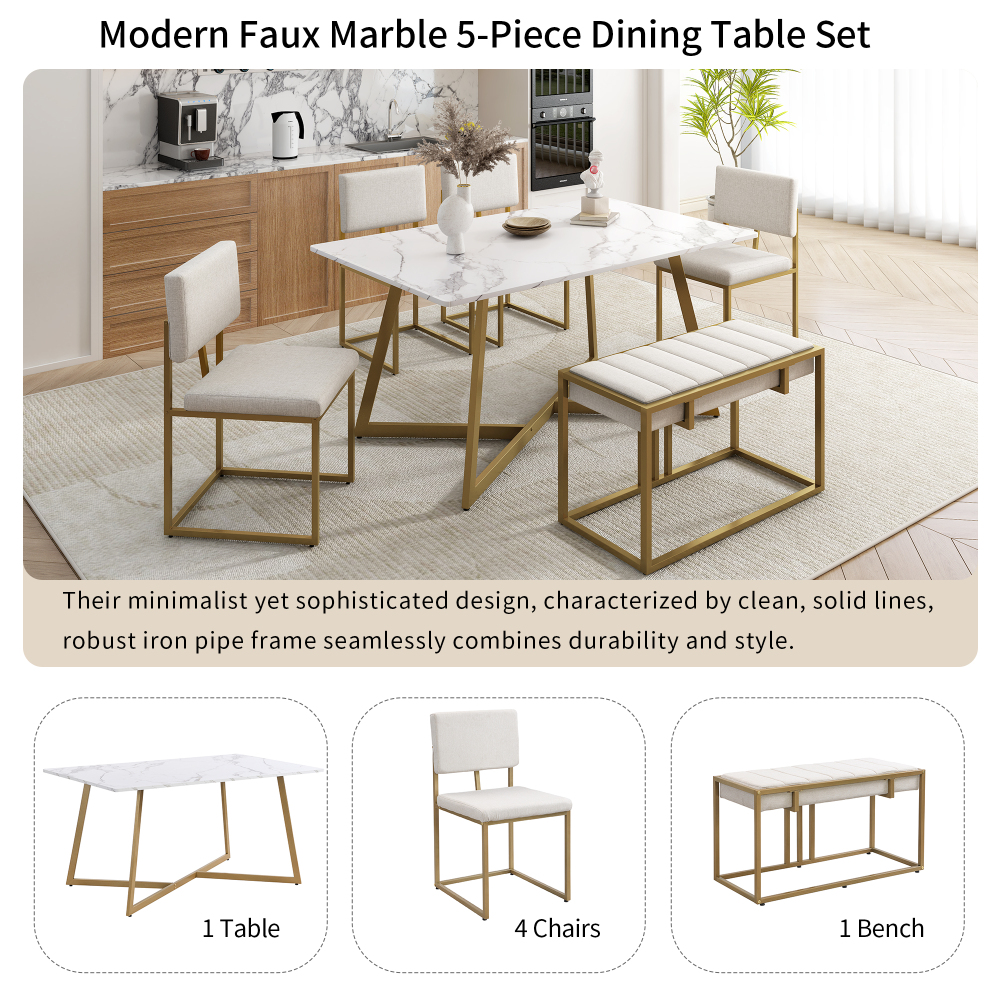 Modern Faux Marble 5-Piece Dining Table Set
Their minimalist yet sophisticated design, characterized by clean, solid lines,
robust iron pipe frame seamlessly combines durability and style.
1 Table
4 Chairs
1 Bench